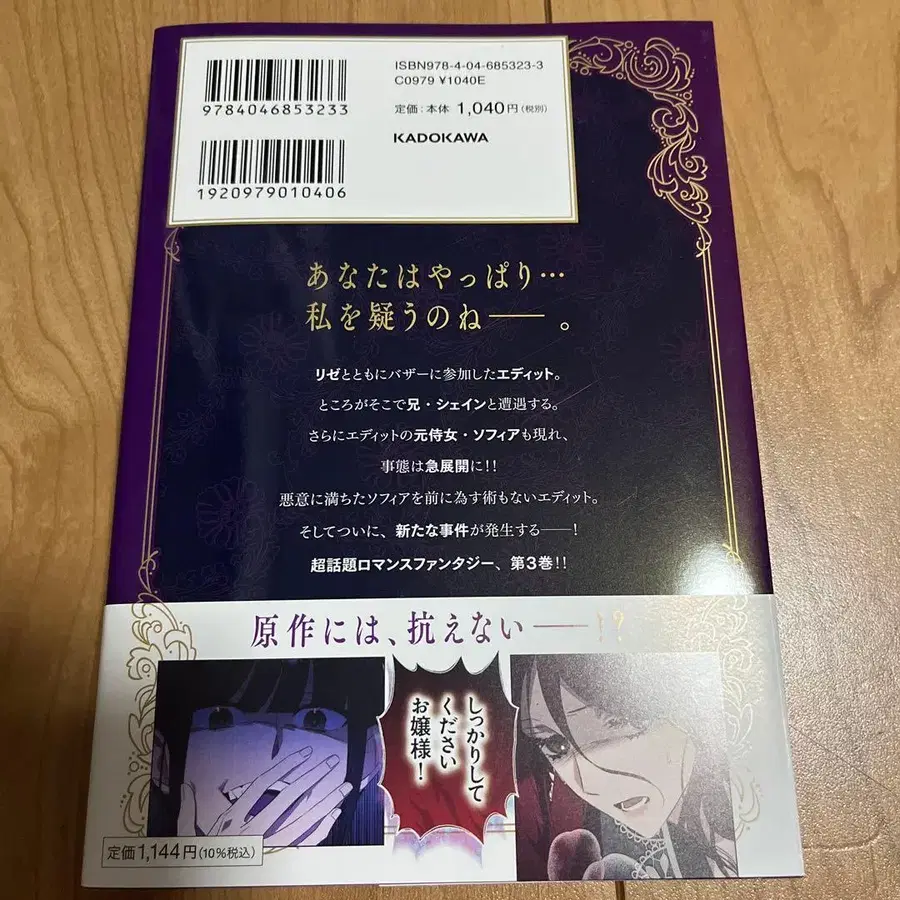 ISBN978-4-04-685323-3
C0979 ¥1040E
定価:本体 1,040円(税別)
KADOKAWA
9784046853233
1920979010406
あなたはやっぱり…
私を疑うのね── 。
リゼとともにバザーに参加したエディット。
ところがそこで兄・シェインと遭遇する。
さらにエディットの元侍女・ソフィアも現れ、
事態は急展開に!!
悪意に満ちたソフィアを前に為す術もないエディット。
そしてついに、新たな事件が発生する──!
超話題ロマンスファンタジー、第3巻!!
原作には、抗えない──!?
しっかりして
ください
お嬢様!
定価1,144円(10%税込)